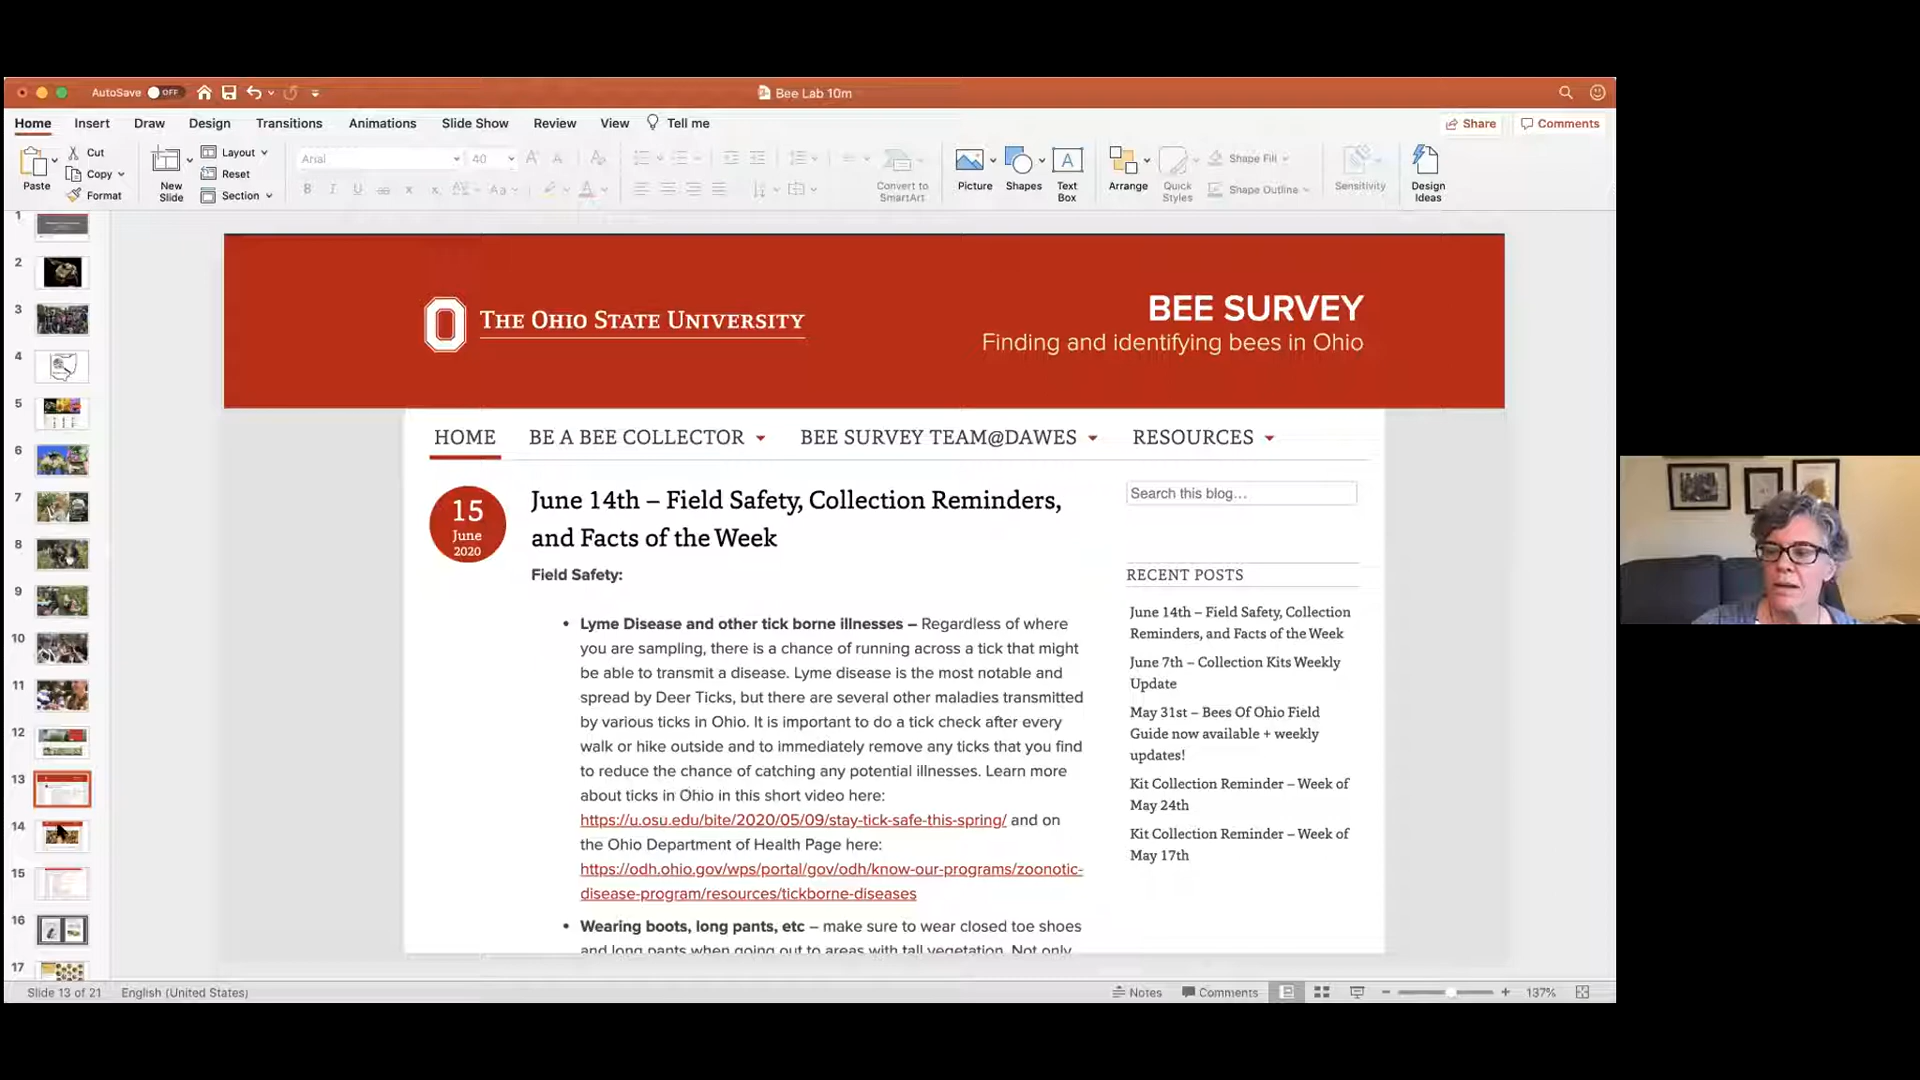 AutoSave OFF
Bee Lab 10m
Home Insert Draw Design Transitions Animations Slide Show Review View Tell me
Share Comments
Paste
Cut
Copy
Format
New Slide
Layout
Reset
Section
Arial 40
Convert to SmartArt
Picture
Shapes
Text Box
Arrange
Quick Styles
Shape Fill
Shape Outline
Sensitivity
Design Ideas
1
2
3
4
5
6
7
8
9
10
11
12
13
14
15
16
17
THE OHIO STATE UNIVERSITY
BEE SURVEY
Finding and identifying bees in Ohio
HOME BE A BEE COLLECTOR BEE SURVEY TEAM@DAWES RESOURCES
15
June
2020
June 14th – Field Safety, Collection Reminders,
and Facts of the Week
Field Safety:
• Lyme Disease and other tick borne illnesses – Regardless of where
you are sampling, there is a chance of running across a tick that might
be able to transmit a disease. Lyme disease is the most notable and
spread by Deer Ticks, but there are several other maladies transmitted
by various ticks in Ohio. It is important to do a tick check after every
walk or hike outside and to immediately remove any ticks that you find
to reduce the chance of catching any potential illnesses. Learn more
about ticks in Ohio in this short video here:
https://u.osu.edu/bite/2020/05/09/stay-tick-safe-this-spring/ and on
the Ohio Department of Health Page here:
https://odh.ohio.gov/wps/portal/gov/odh/know-our-programs/zoonotic-
disease-program/resources/tickborne-diseases
• Wearing boots, long pants, etc – make sure to wear closed toe shoes
and long pants when going out to areas with tall vegetation. Not only
Search this blog...
RECENT POSTS
June 14th – Field Safety, Collection
Reminders, and Facts of the Week
June 7th – Collection Kits Weekly
Update
May 31st – Bees Of Ohio Field
Guide now available + weekly
updates!
Kit Collection Reminder – Week of
May 24th
Kit Collection Reminder – Week of
May 17th
Slide 13 of 21 English (United States)
Notes Comments 137%